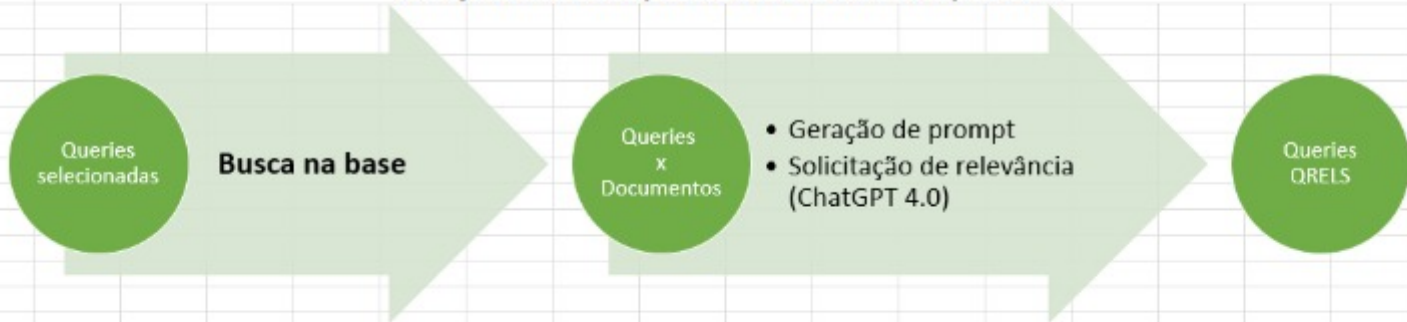 Queries
selecionadas
Busca na base
Queries
x
Documentos
• Geração de prompt
• Solicitação de relevância
(ChatGPT 4.0)
Queries
QRELS